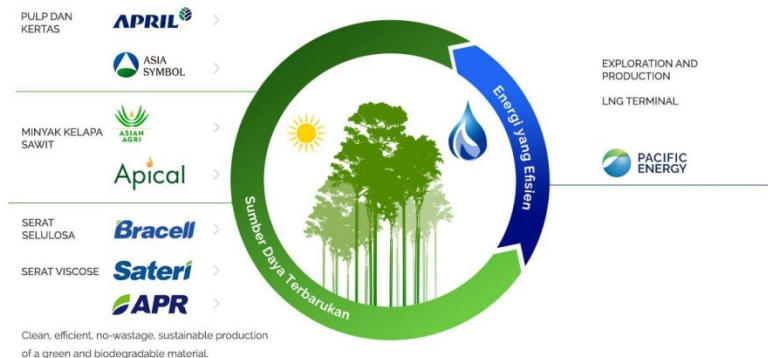 PULP DAN
KERTAS
APRIL
ASIA
SYMBOL
MINYAK KELAPA
SAWIT
ASIAN
AGRI
Apical
SERAT
SELULOSA
Bracell
SERAT VISCOSE
Sateri
APR
Clean, efficient, no-wastage, sustainable production
of a green and biodegradable material.
Sumber Daya Terbarukan
Energi yang Efisien
EXPLORATION AND
PRODUCTION
LNG TERMINAL
PACIFIC
ENERGY